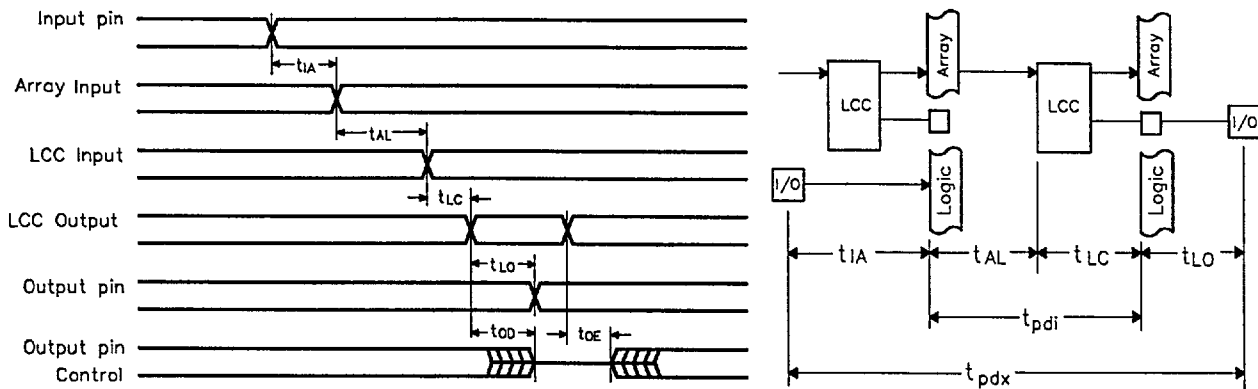 Input pin
tIA
Array Input
tAL
LCC Input
tLC
LCC Output
tLO
Output pin
tOD
tOE
Output pin
Control
LCC
Array
LCC
Array
I/O
I/O
Logic
Logic
tIA
tAL
tLC
tLO
tpdi
tpdx